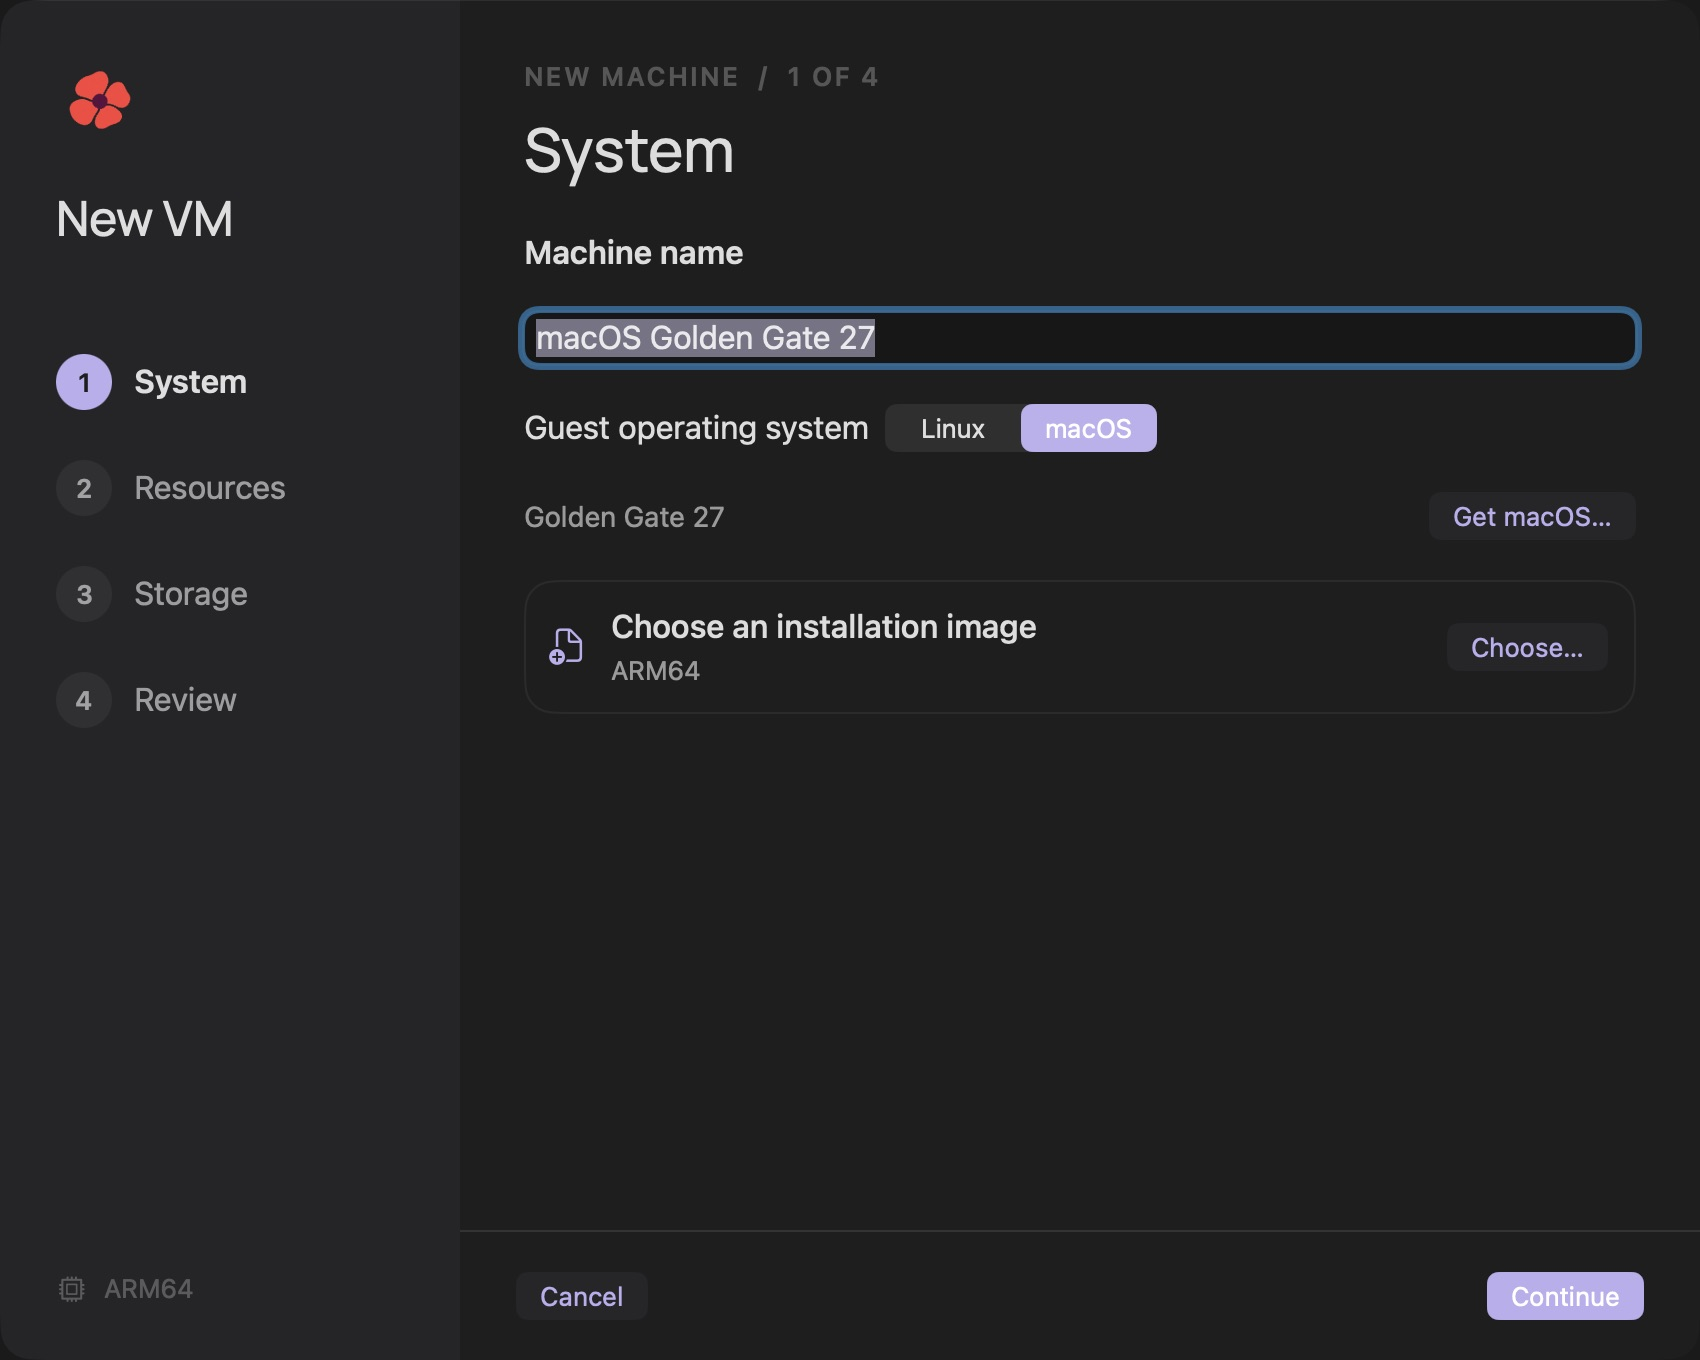 New VM
1 System
2 Resources
3 Storage
4 Review
ARM64
NEW MACHINE / 1 OF 4
System
Machine name
macOS Golden Gate 27
Guest operating system Linux macOS
Golden Gate 27 Get macOS...
Choose an installation image
ARM64
Choose...
Cancel Continue